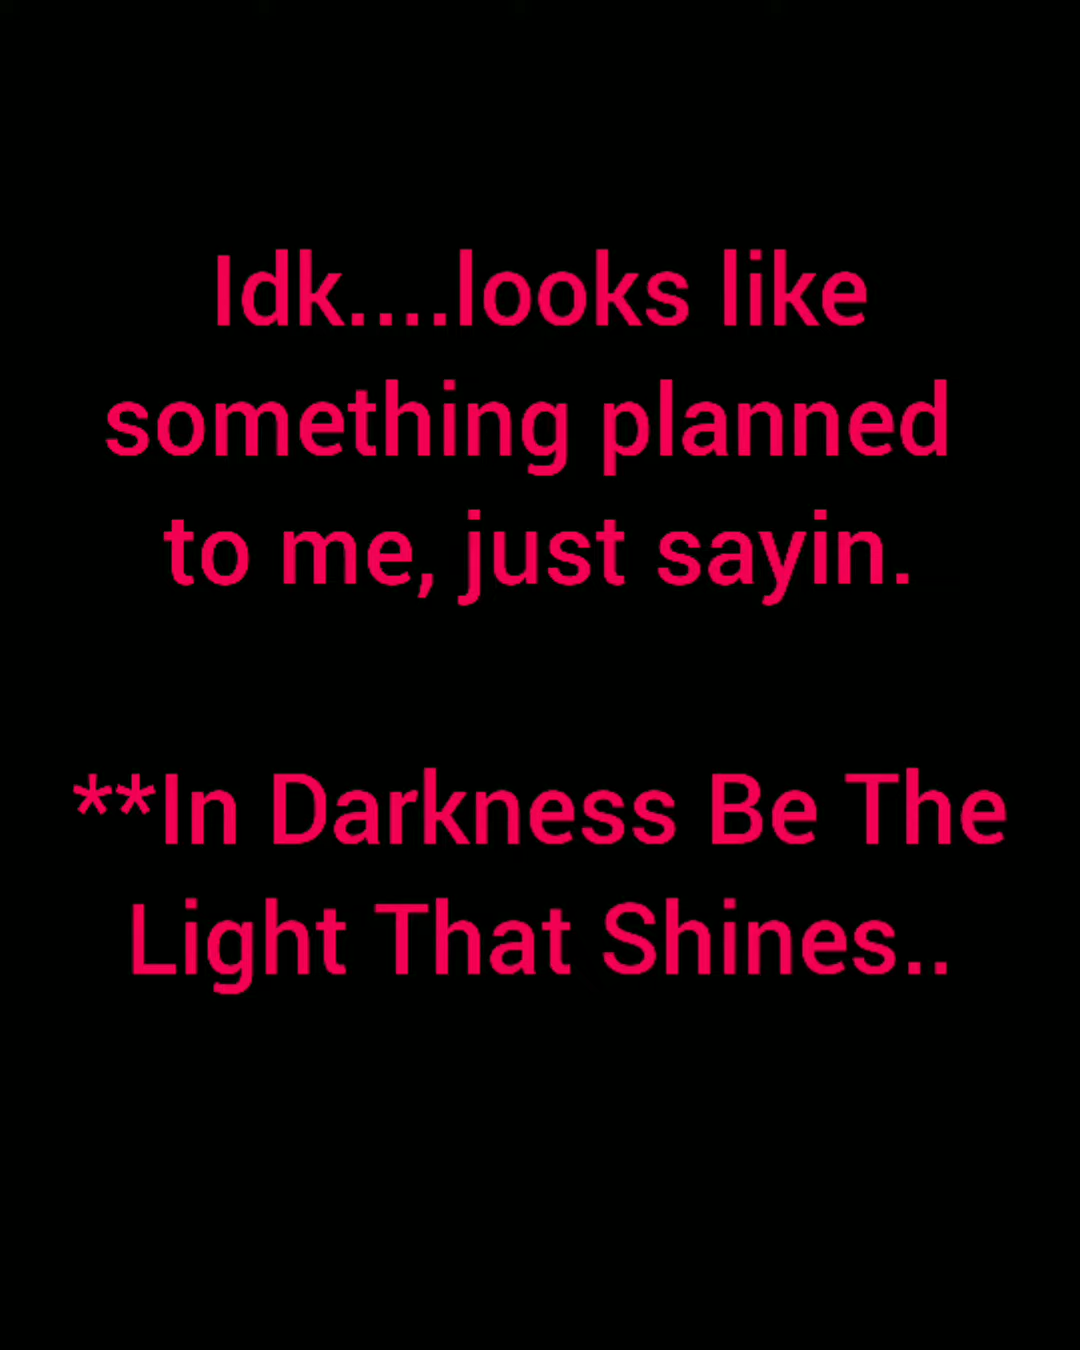 Idk....looks like
something planned
to me, just sayin.
**In Darkness Be The
Light That Shines..